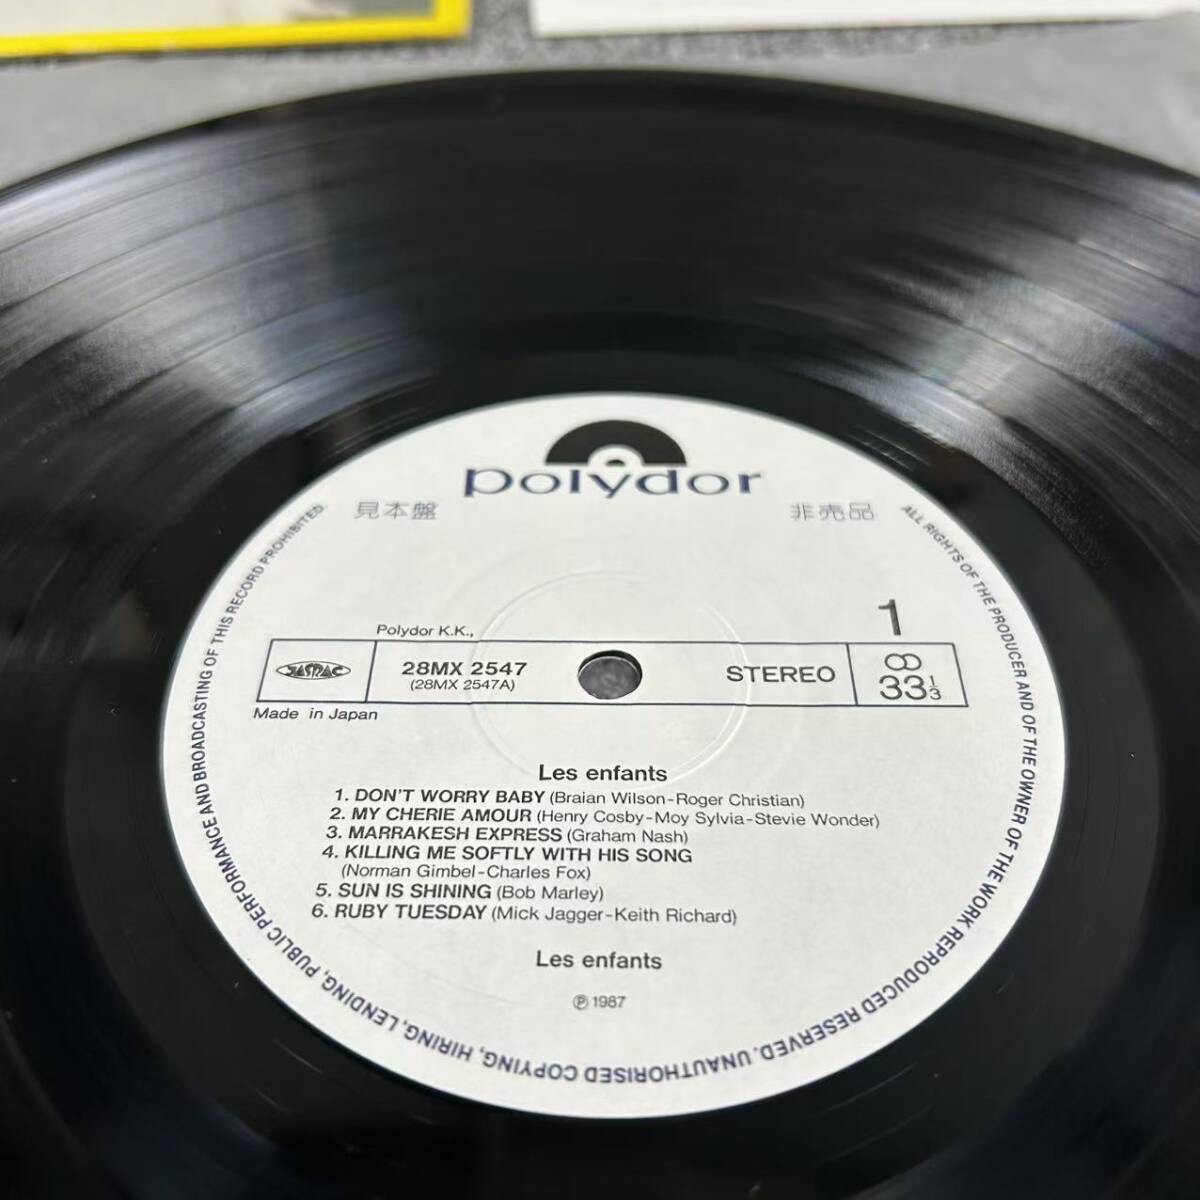 polydor
見本盤 非売品
1
Polydor K.K.,
JASRAC 28MX 2547 STEREO 33 1/3
(28MX 2547A)
Made in Japan
Les enfants
1. DON'T WORRY BABY (Braian Wilson-Roger Christian)
2. MY CHERIE AMOUR (Henry Cosby-Moy Sylvia-Stevie Wonder)
3. MARRAKESH EXPRESS (Graham Nash)
4. KILLING ME SOFTLY WITH HIS SONG
(Norman Gimbel-Charles Fox)
5. SUN IS SHINING (Bob Marley)
6. RUBY TUESDAY (Mick Jagger-Keith Richard)
Les enfants
℗ 1987
ALL RIGHTS OF THE PRODUCER AND OF THE OWNER OF THE WORK REPRODUCED RESERVED. UNAUTHORISED COPYING, HIRING, LENDING, PUBLIC PERFORMANCE AND BROADCASTING OF THIS RECORD PROHIBITED.